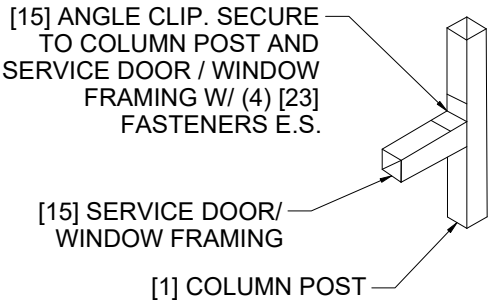 [15] ANGLE CLIP. SECURE
TO COLUMN POST AND
SERVICE DOOR / WINDOW
FRAMING W/ (4) [23]
FASTENERS E.S.
[15] SERVICE DOOR/
WINDOW FRAMING
[1] COLUMN POST